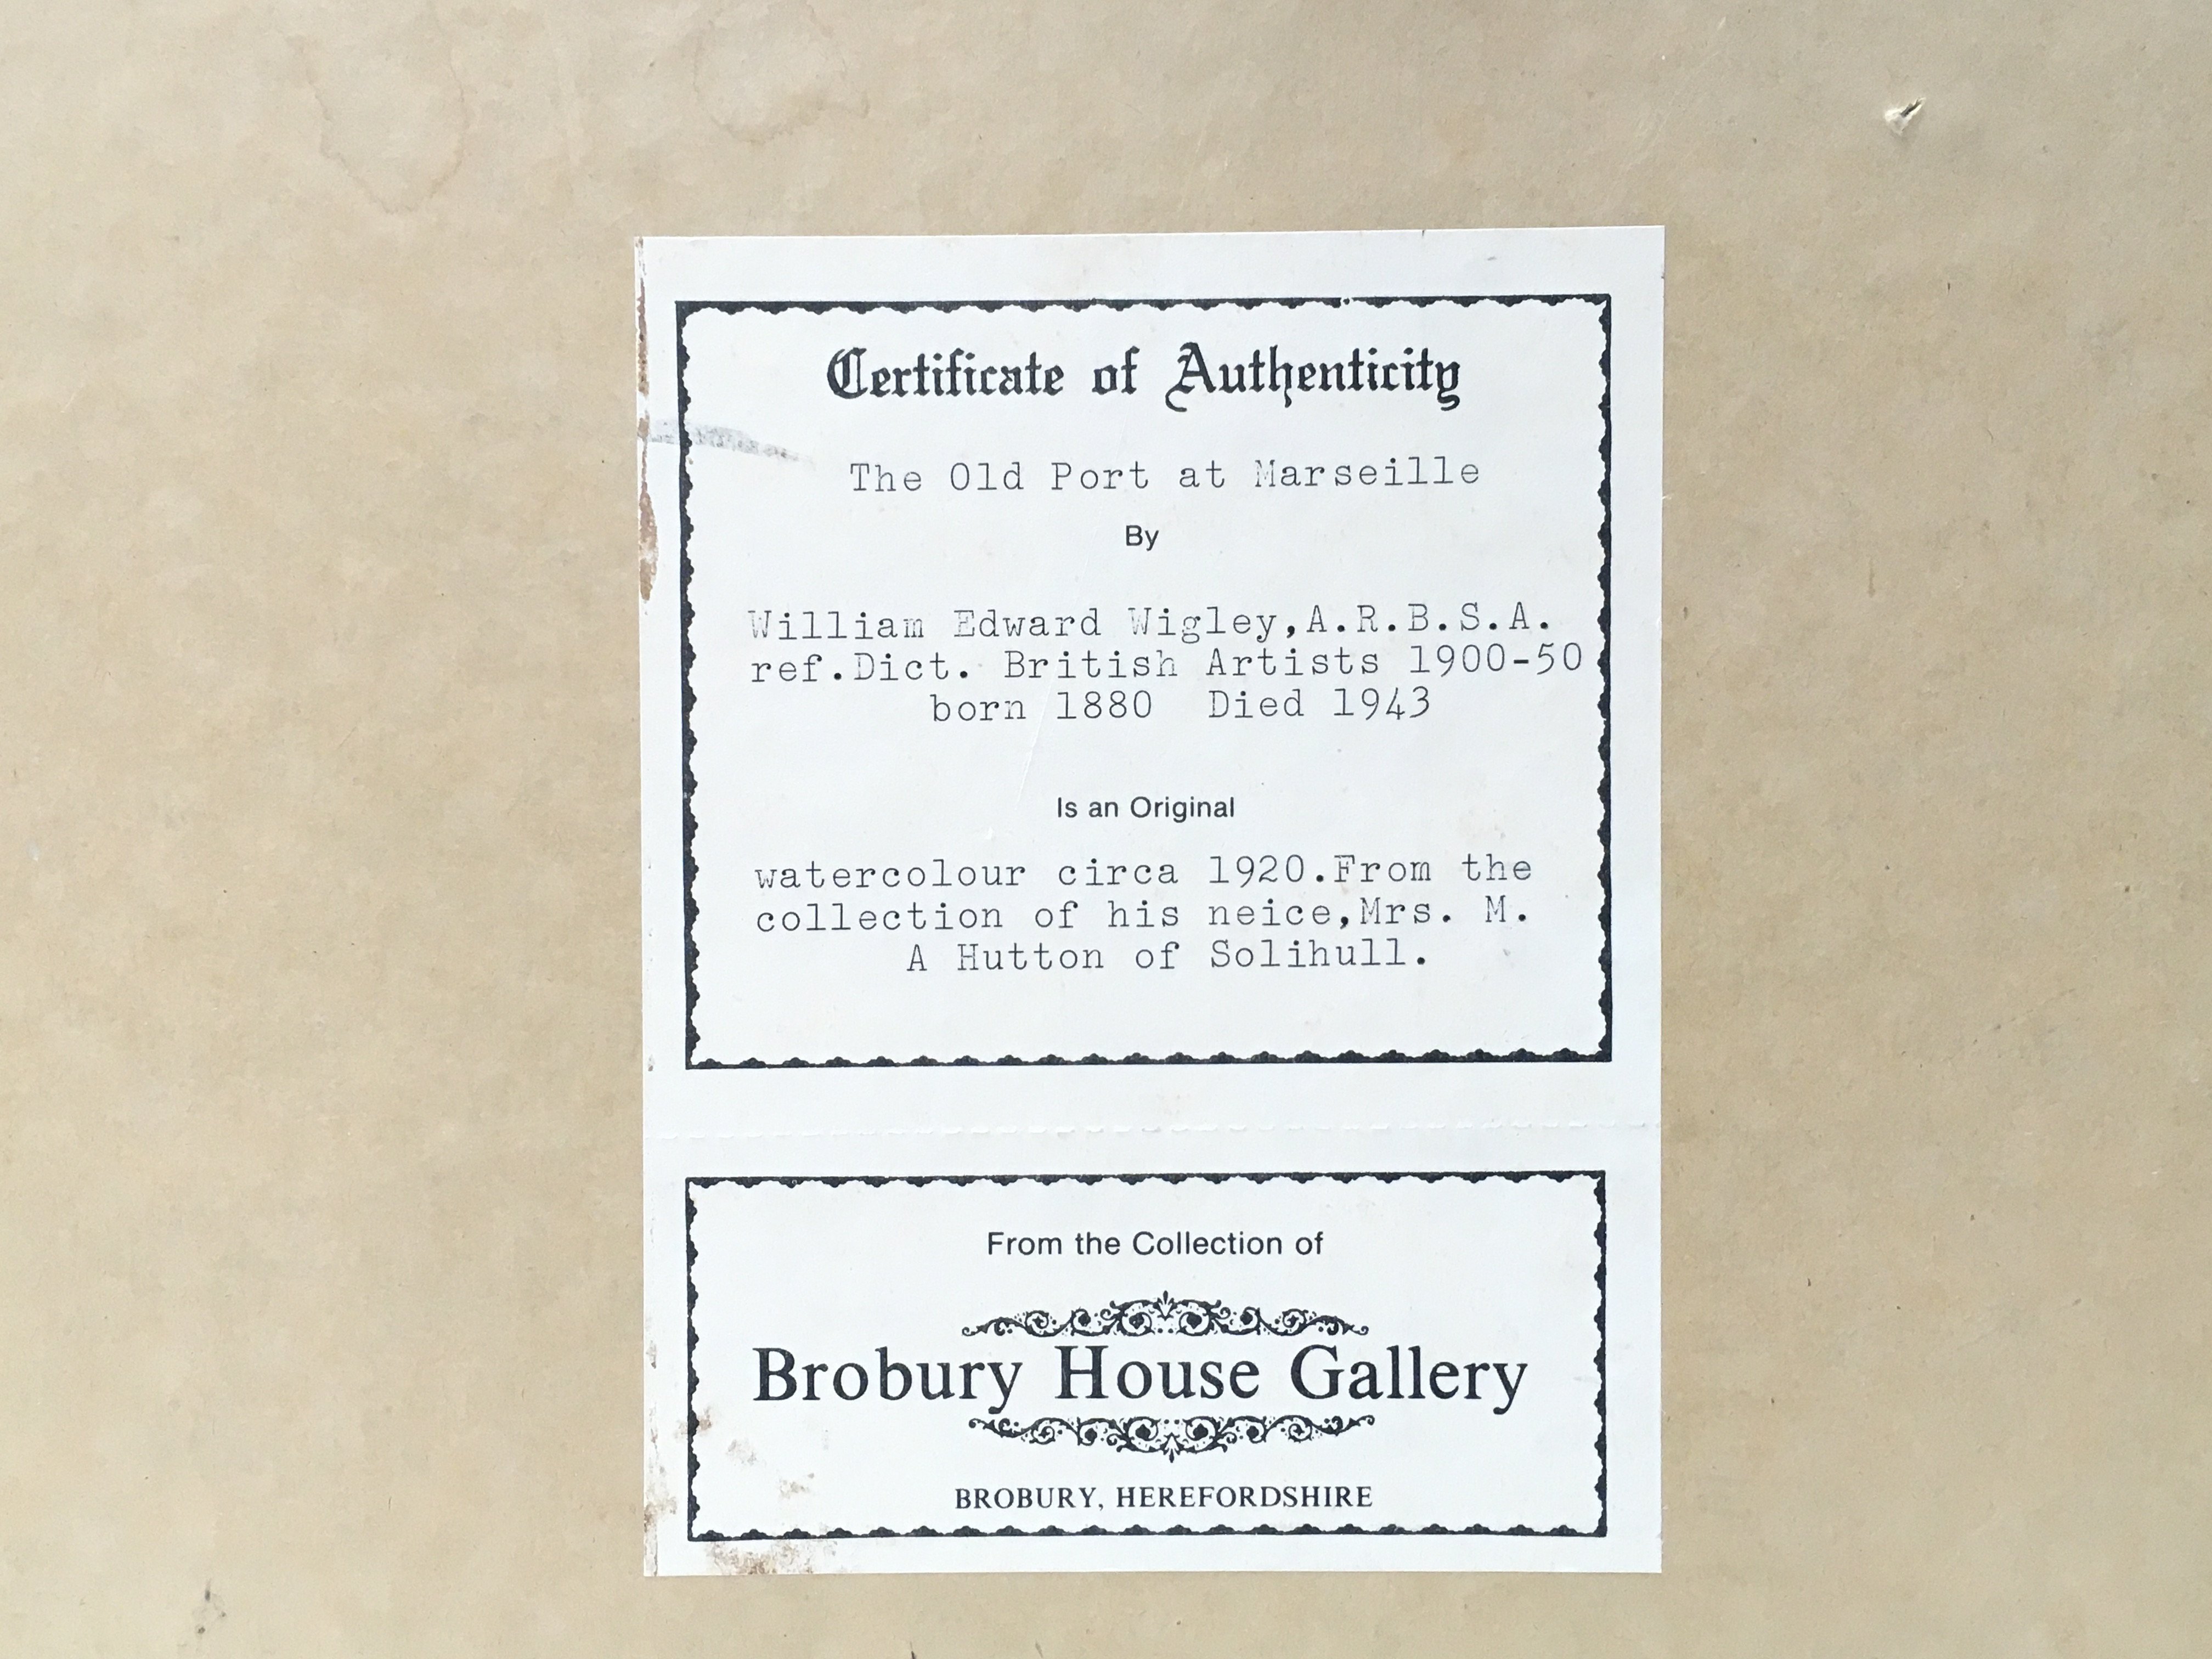 Certificate of Authenticity
The Old Port at Marseille
By
William Edward Wigley,A.R.B.S.A.
ref.Dict. British Artists 1900-50
born 1880 Died 1943
Is an Original
watercolour circa 1920.From the
collection of his neice,Mrs. M.
A Hutton of Solihull.
From the Collection of
Brobury House Gallery
BROBURY, HEREFORDSHIRE